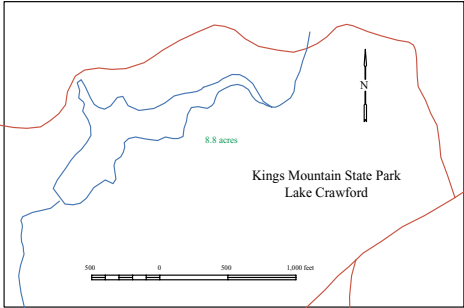 N
8.8 acres
Kings Mountain State Park
Lake Crawford
500 0 500 1,000 feet